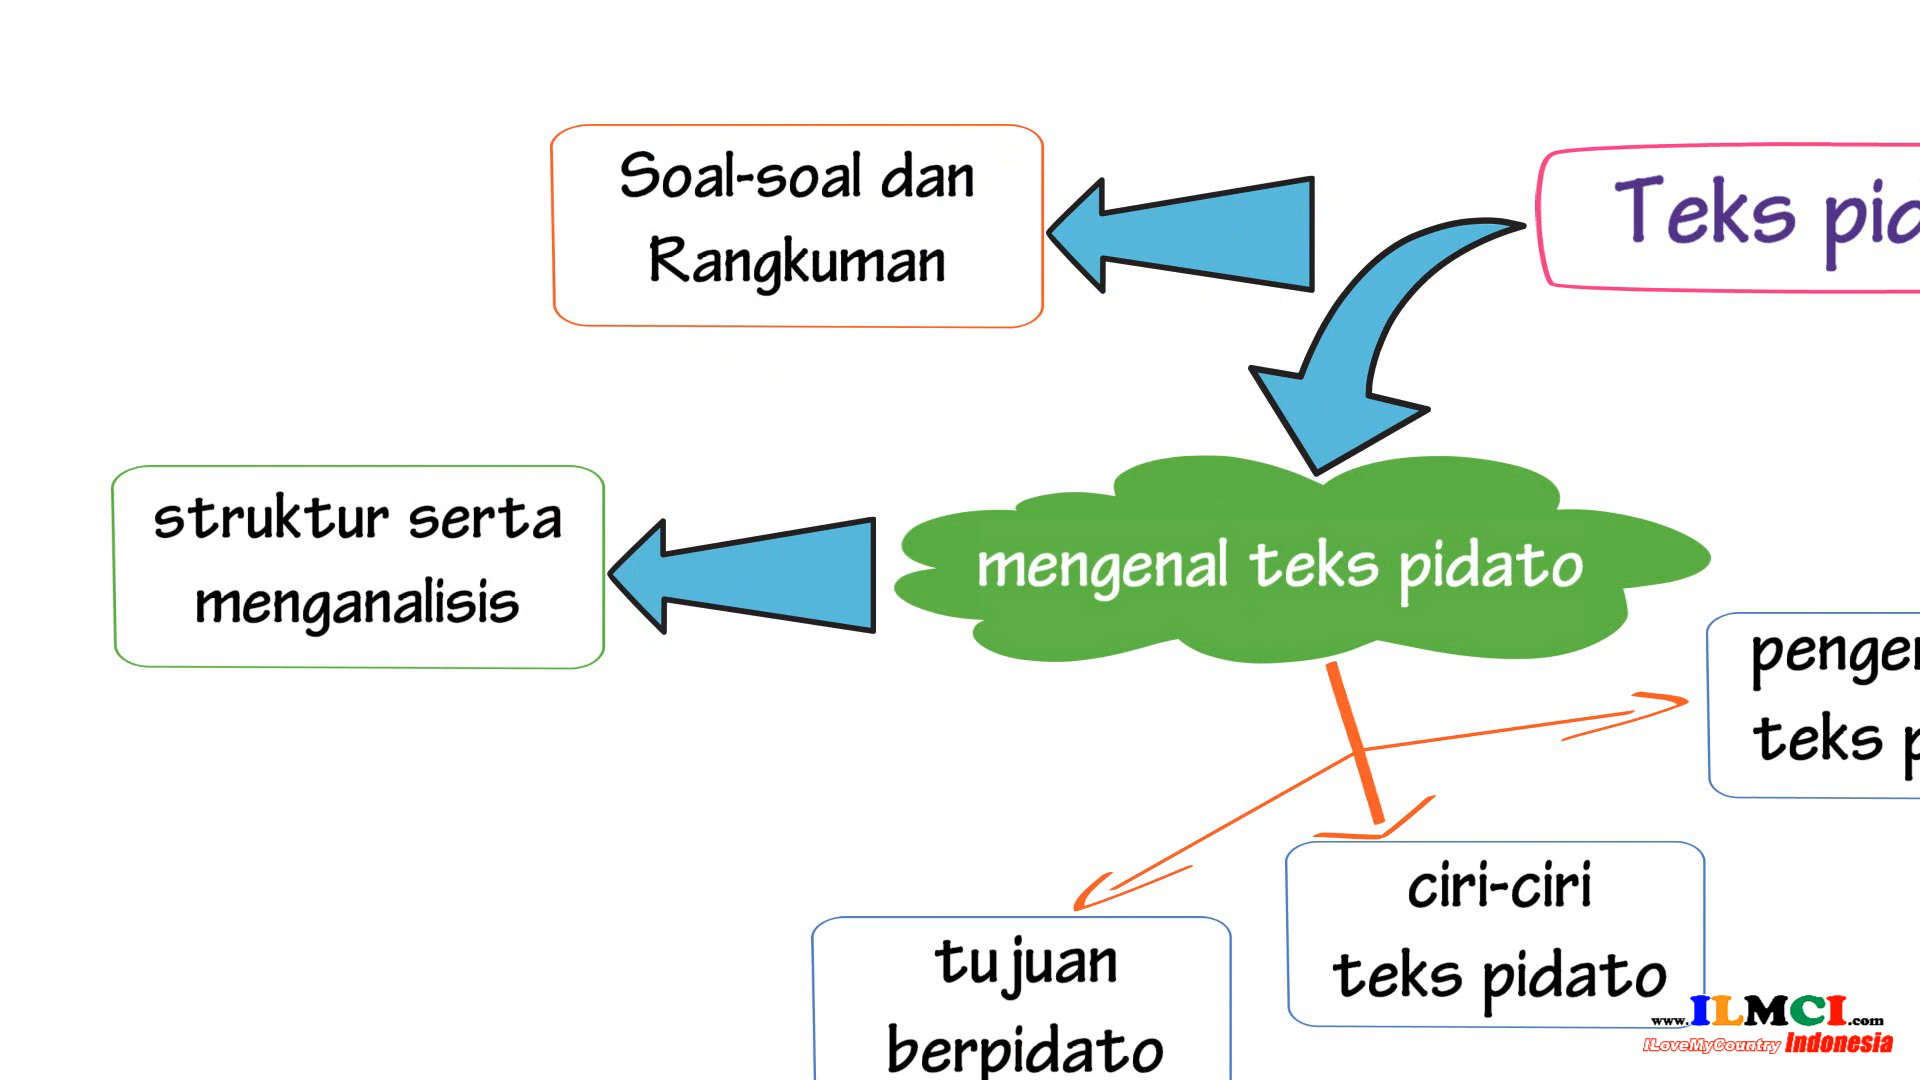 Soal-soal dan
Rangkuman
Teks
struktur serta
menganalisis
mengenal teks pidato
teks
ciri-ciri
teks pidato
tujuan
berpidato
www.ILMCI.com
ILoveMyCountry Indonesia